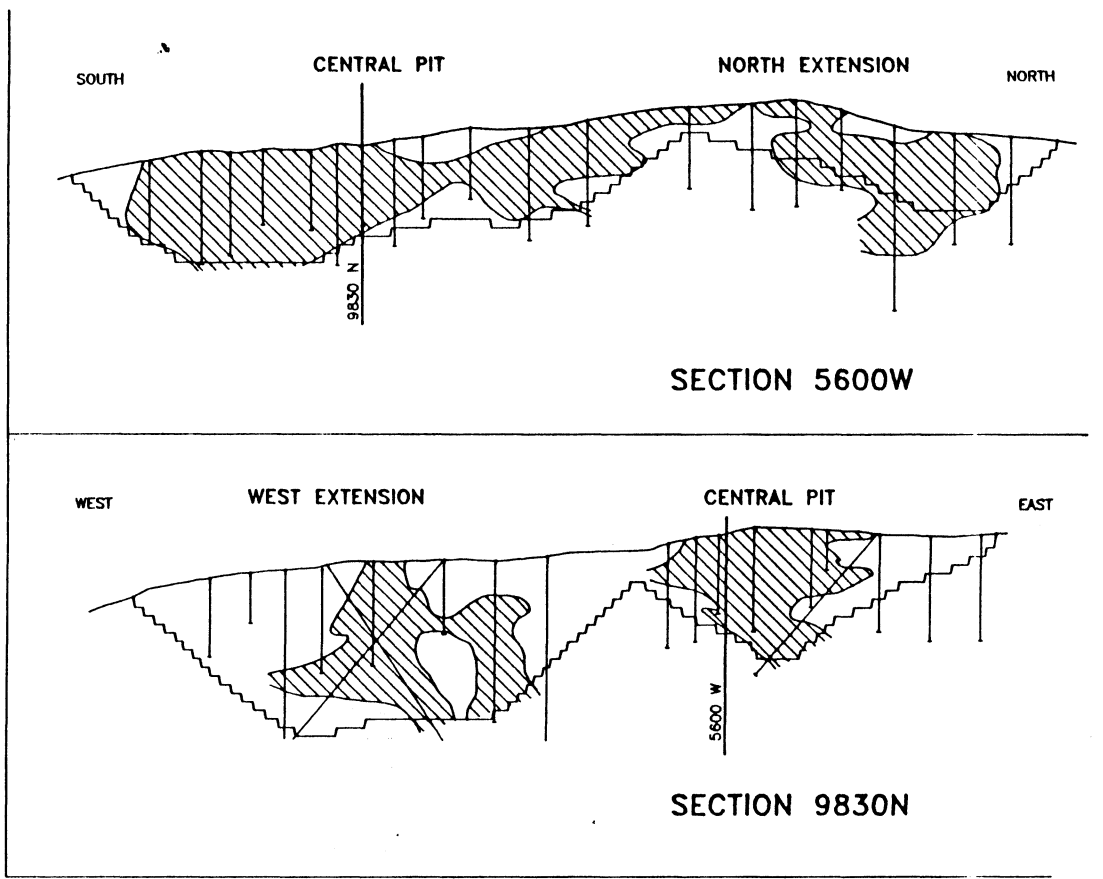 CENTRAL PIT
NORTH EXTENSION
SOUTH
NORTH
9830 N
SECTION 5600W
WEST EXTENSION
CENTRAL PIT
WEST
EAST
5600 W
SECTION 9830N